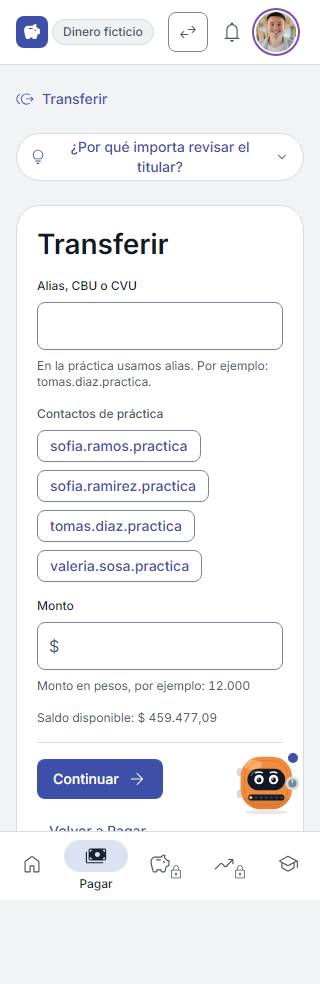 Dinero ficticio
Transferir
¿Por qué importa revisar el
titular?
Transferir
Alias, CBU o CVU
En la práctica usamos alias. Por ejemplo:
tomas.diaz.practica.
Contactos de práctica
sofia.ramos.practica
sofia.ramirez.practica
tomas.diaz.practica
valeria.sosa.practica
Monto
$
Monto en pesos, por ejemplo: 12.000
Saldo disponible: $ 459.477,09
Continuar
Volver a Pagar
Pagar